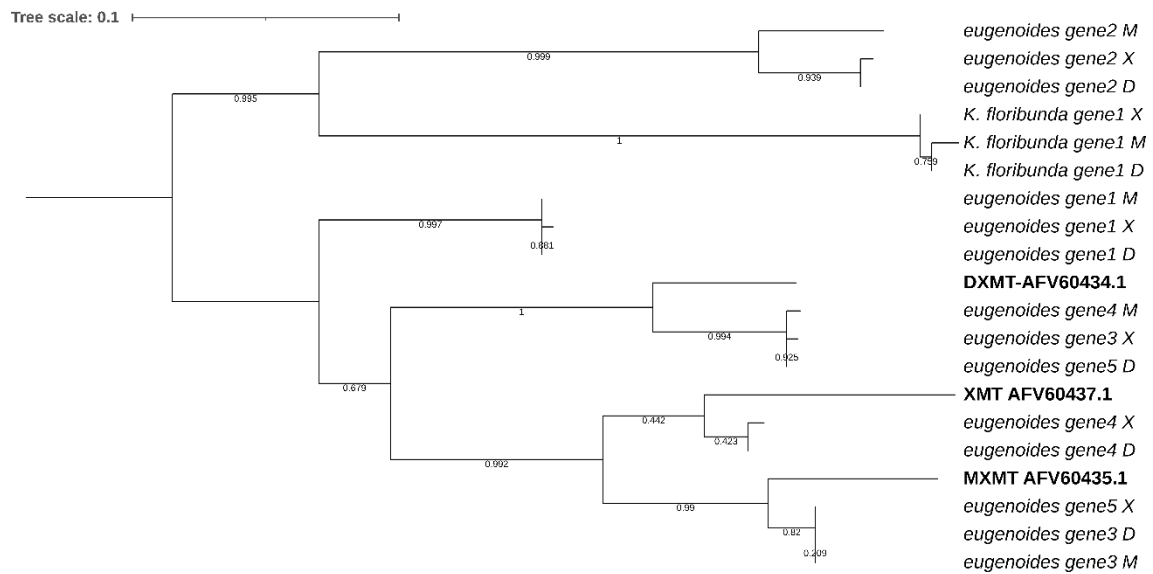 Tree scale: 0.1
eugenoides gene2 M
0.999
eugenoides gene2 X
0.939
eugenoides gene2 D
0.995
K. floribunda gene1 X
1
K. floribunda gene1 M
0.759
K. floribunda gene1 D
eugenoides gene1 M
0.997
eugenoides gene1 X
0.881
eugenoides gene1 D
DXMT-AFV60434.1
1
eugenoides gene4 M
0.994
eugenoides gene3 X
0.925
eugenoides gene5 D
0.679
XMT AFV60437.1
0.442
eugenoides gene4 X
0.423
eugenoides gene4 D
0.992
MXMT AFV60435.1
0.99
eugenoides gene5 X
0.82
eugenoides gene3 D
0.209
eugenoides gene3 M